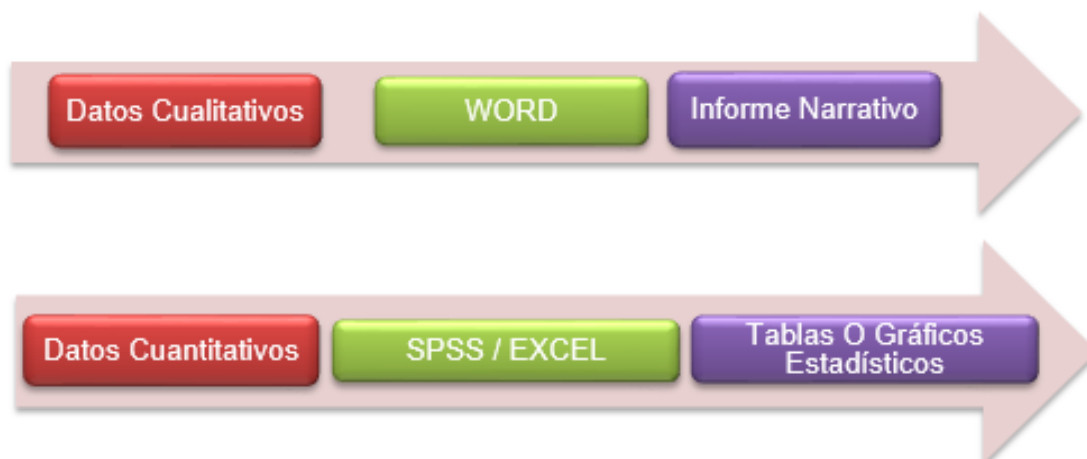 Datos Cualitativos
WORD
Informe Narrativo
Datos Cuantitativos
SPSS / EXCEL
Tablas O Gráficos
Estadísticos